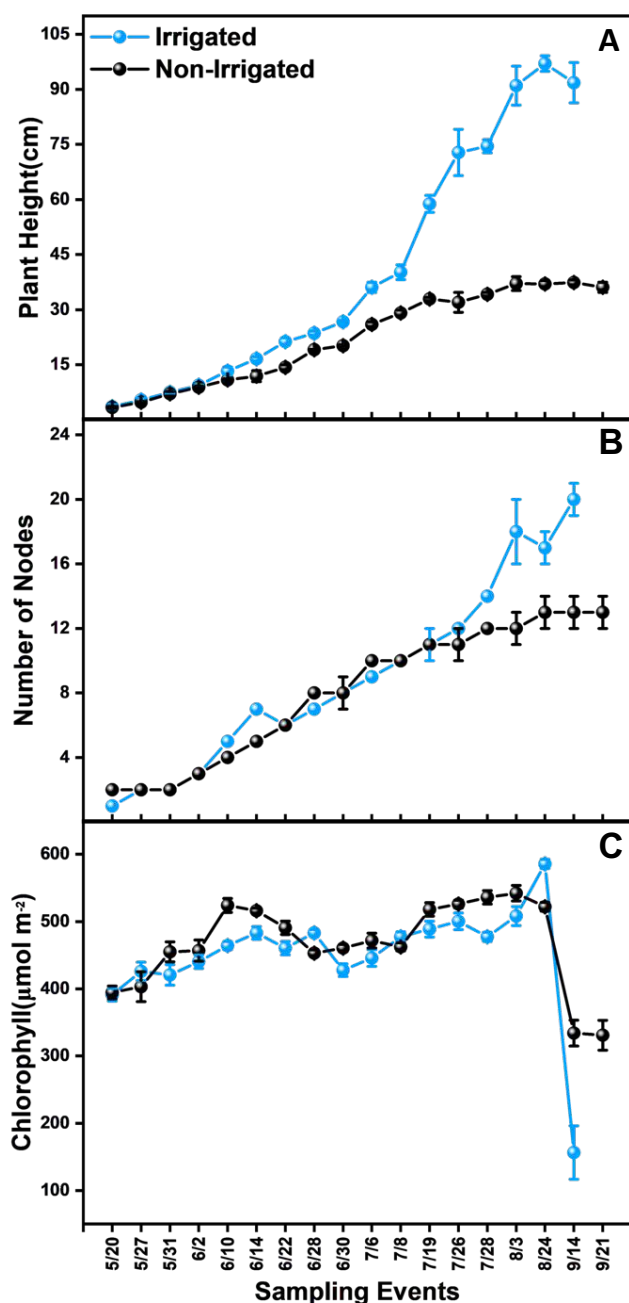 A
Irrigated
Non-Irrigated
Plant Height(cm)
105
90
75
60
45
30
15
B
Number of Nodes
24
20
16
12
8
4
C
Chlorophyll(μmol m-2)
600
500
400
300
200
100
5/20 5/27 5/31 6/2 6/10 6/14 6/22 6/28 6/30 7/6 7/8 7/19 7/26 7/28 8/3 8/24 9/14 9/21
Sampling Events